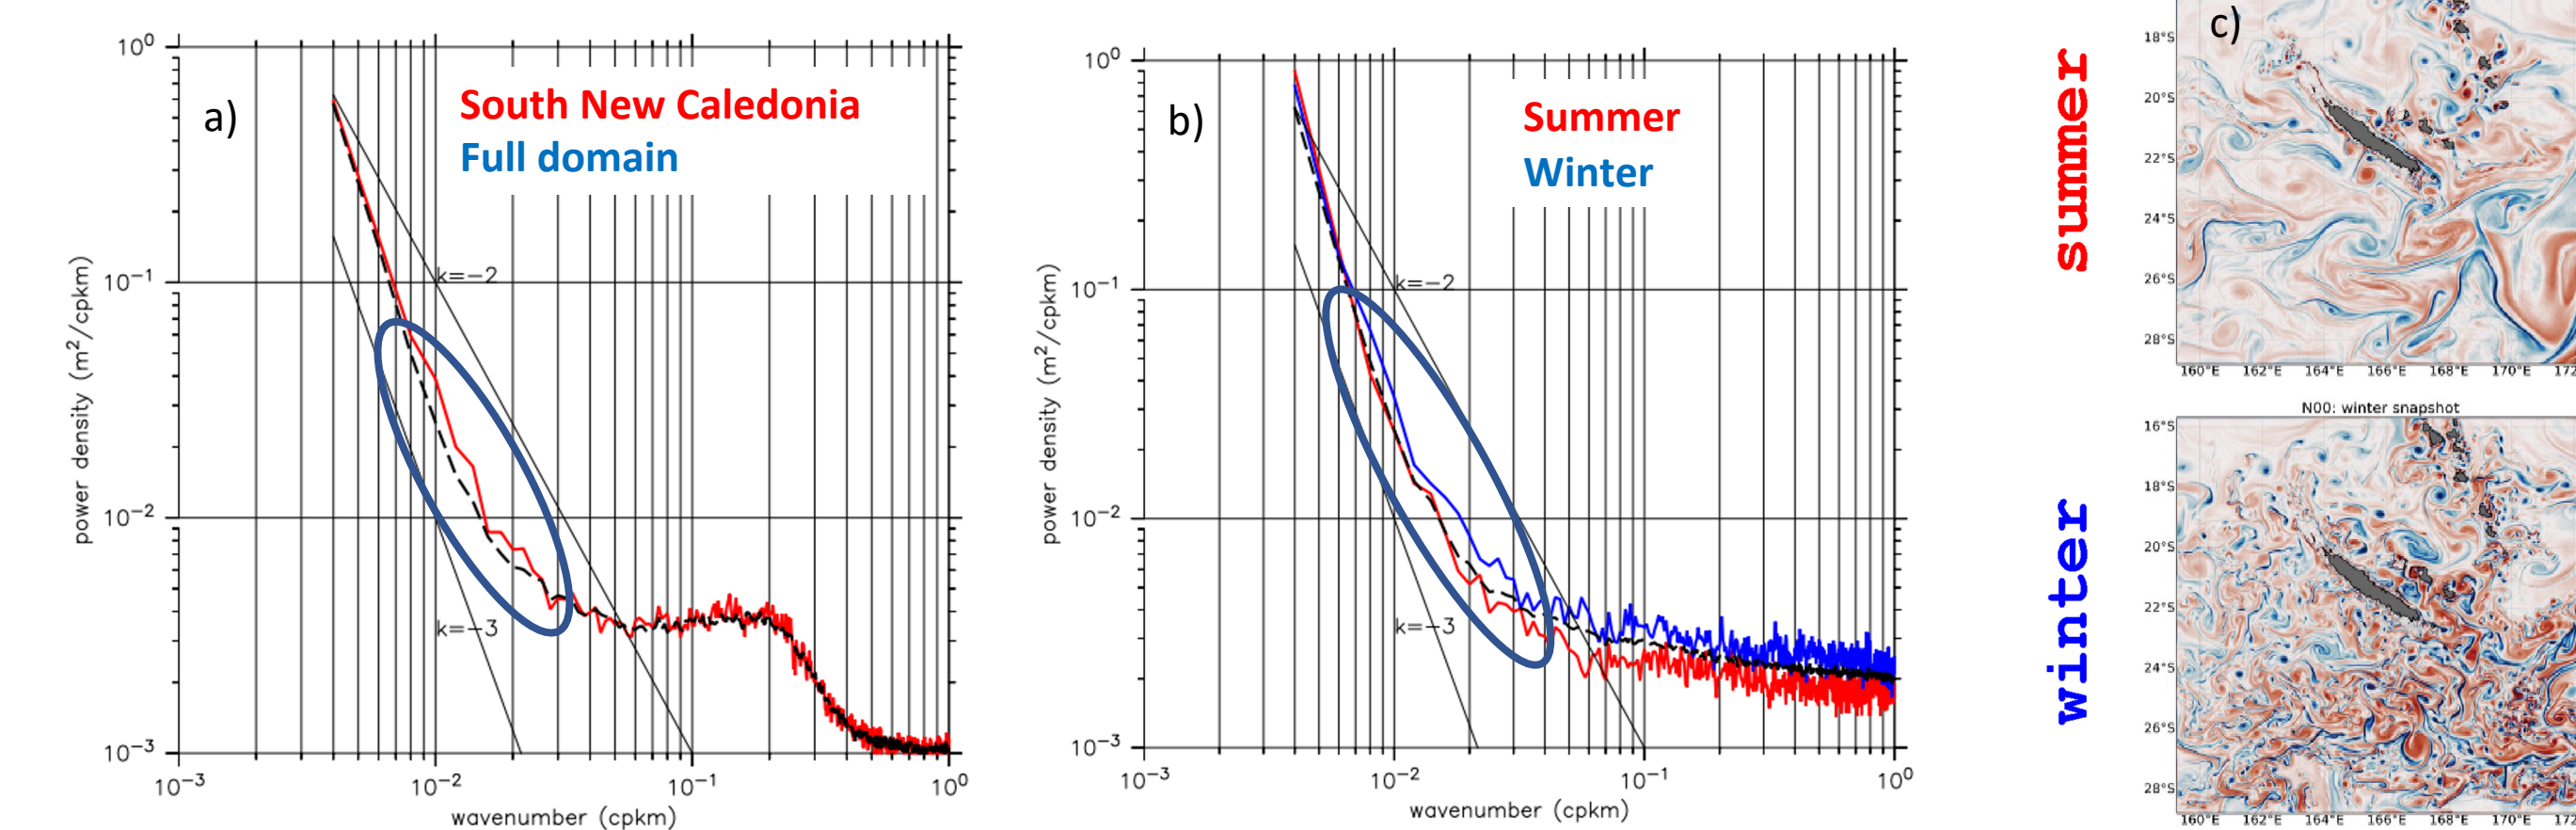 a)
South New Caledonia
Full domain
10⁰
10⁻¹
10⁻²
10⁻³
power density (m²/cpkm)
k=−2
k=−3
10⁻³ 10⁻² 10⁻¹ 10⁰
wavenumber (cpkm)
b)
Summer
Winter
10⁰
10⁻¹
10⁻²
10⁻³
power density (m²/cpkm)
k=−2
k=−3
10⁻³ 10⁻² 10⁻¹ 10⁰
wavenumber (cpkm)
summer
c)
18°S
20°S
22°S
24°S
26°S
28°S
160°E 162°E 164°E 166°E 168°E 170°E 172
winter
N00: winter snapshot
16°S
18°S
20°S
22°S
24°S
26°S
28°S
160°E 162°E 164°E 166°E 168°E 170°E 172